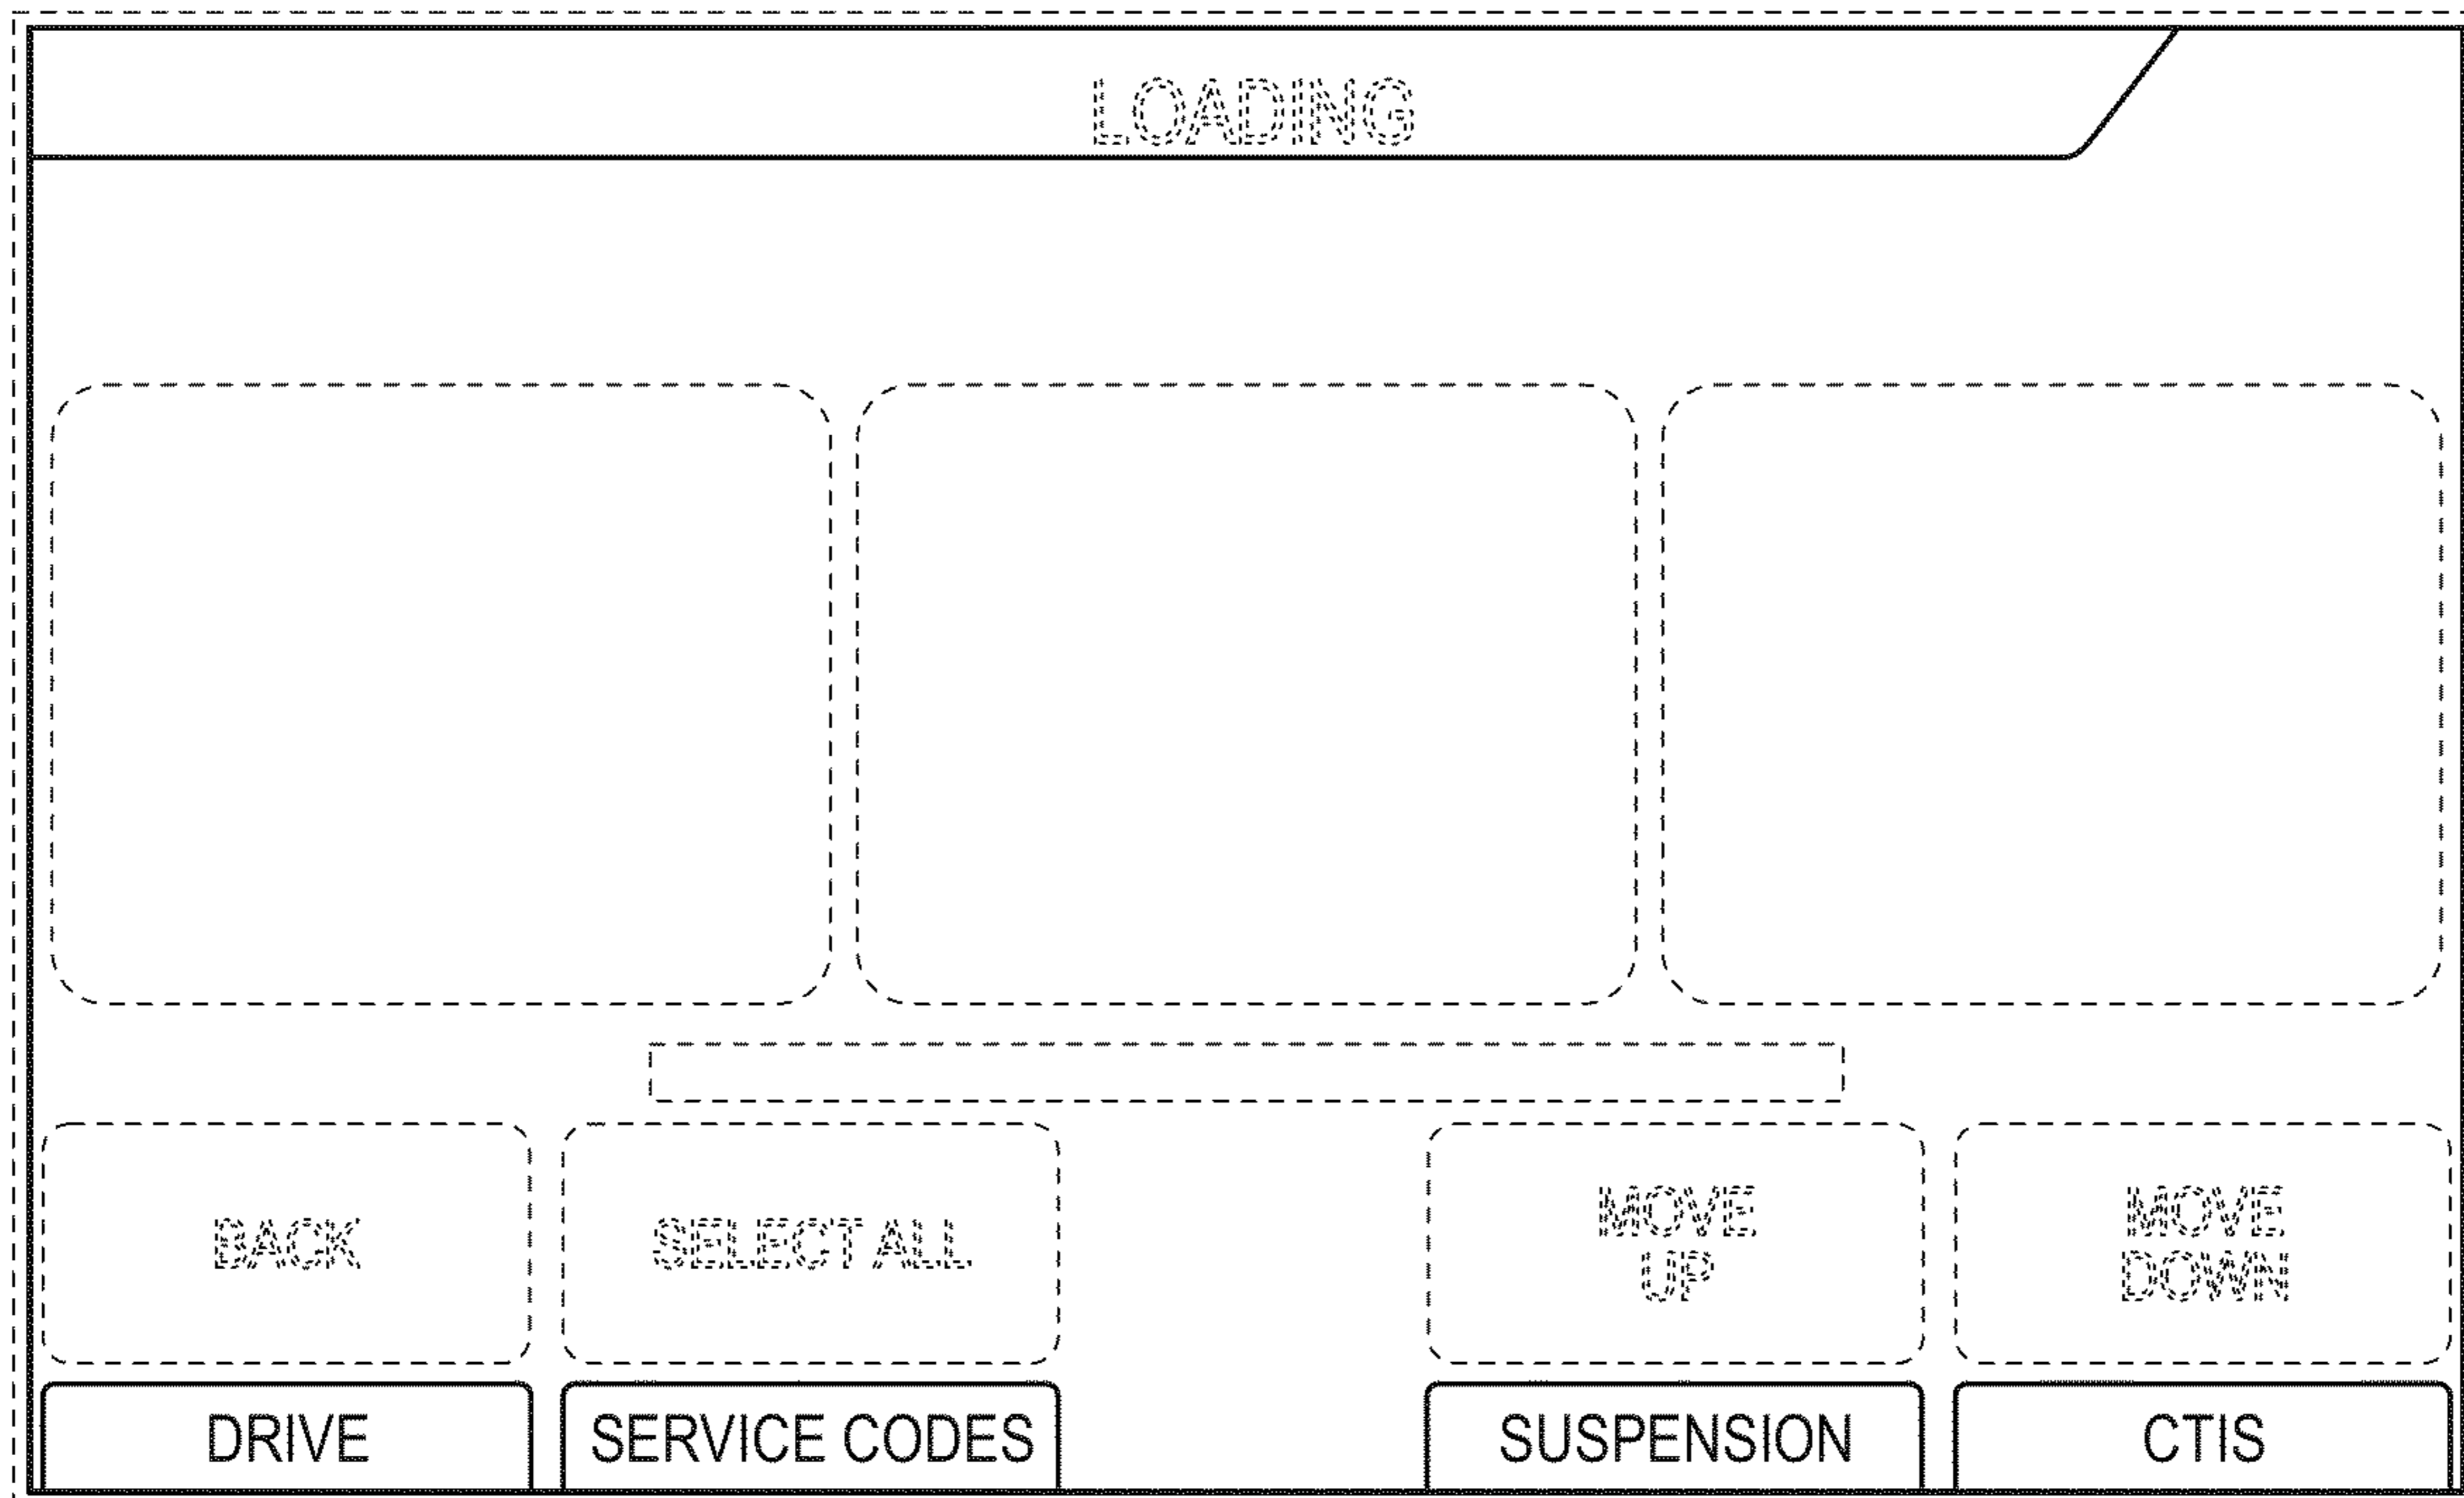 LOADING
BACK
SELECT ALL
MOVE
UP
MOVE
DOWN
DRIVE
SERVICE CODES
SUSPENSION
CTIS